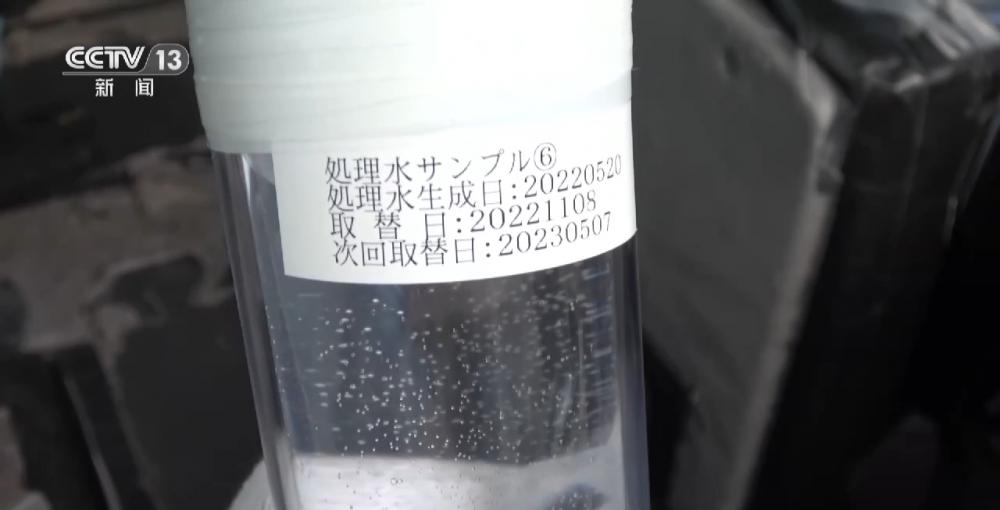 CCTV 13
新闻
処理水サンプル⑥
処理水生成日:20220520
取替日:20221108
次回取替日:20230507